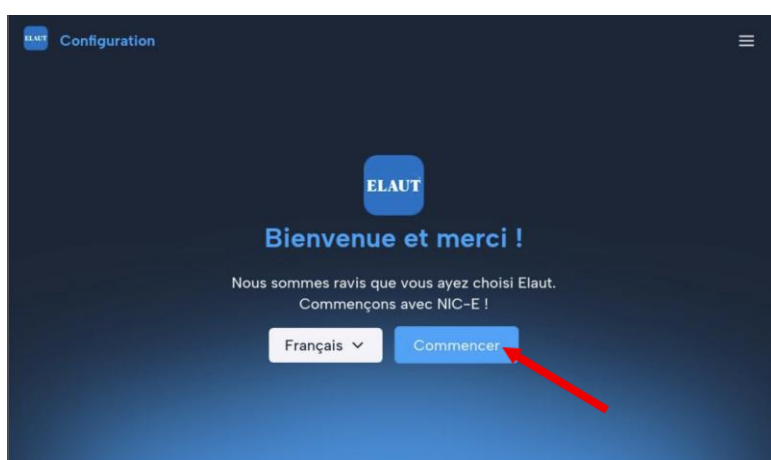 ELAUT Configuration
ELAUT
Bienvenue et merci !
Nous sommes ravis que vous ayez choisi Elaut.
Commençons avec NIC-E !
Français Commencer